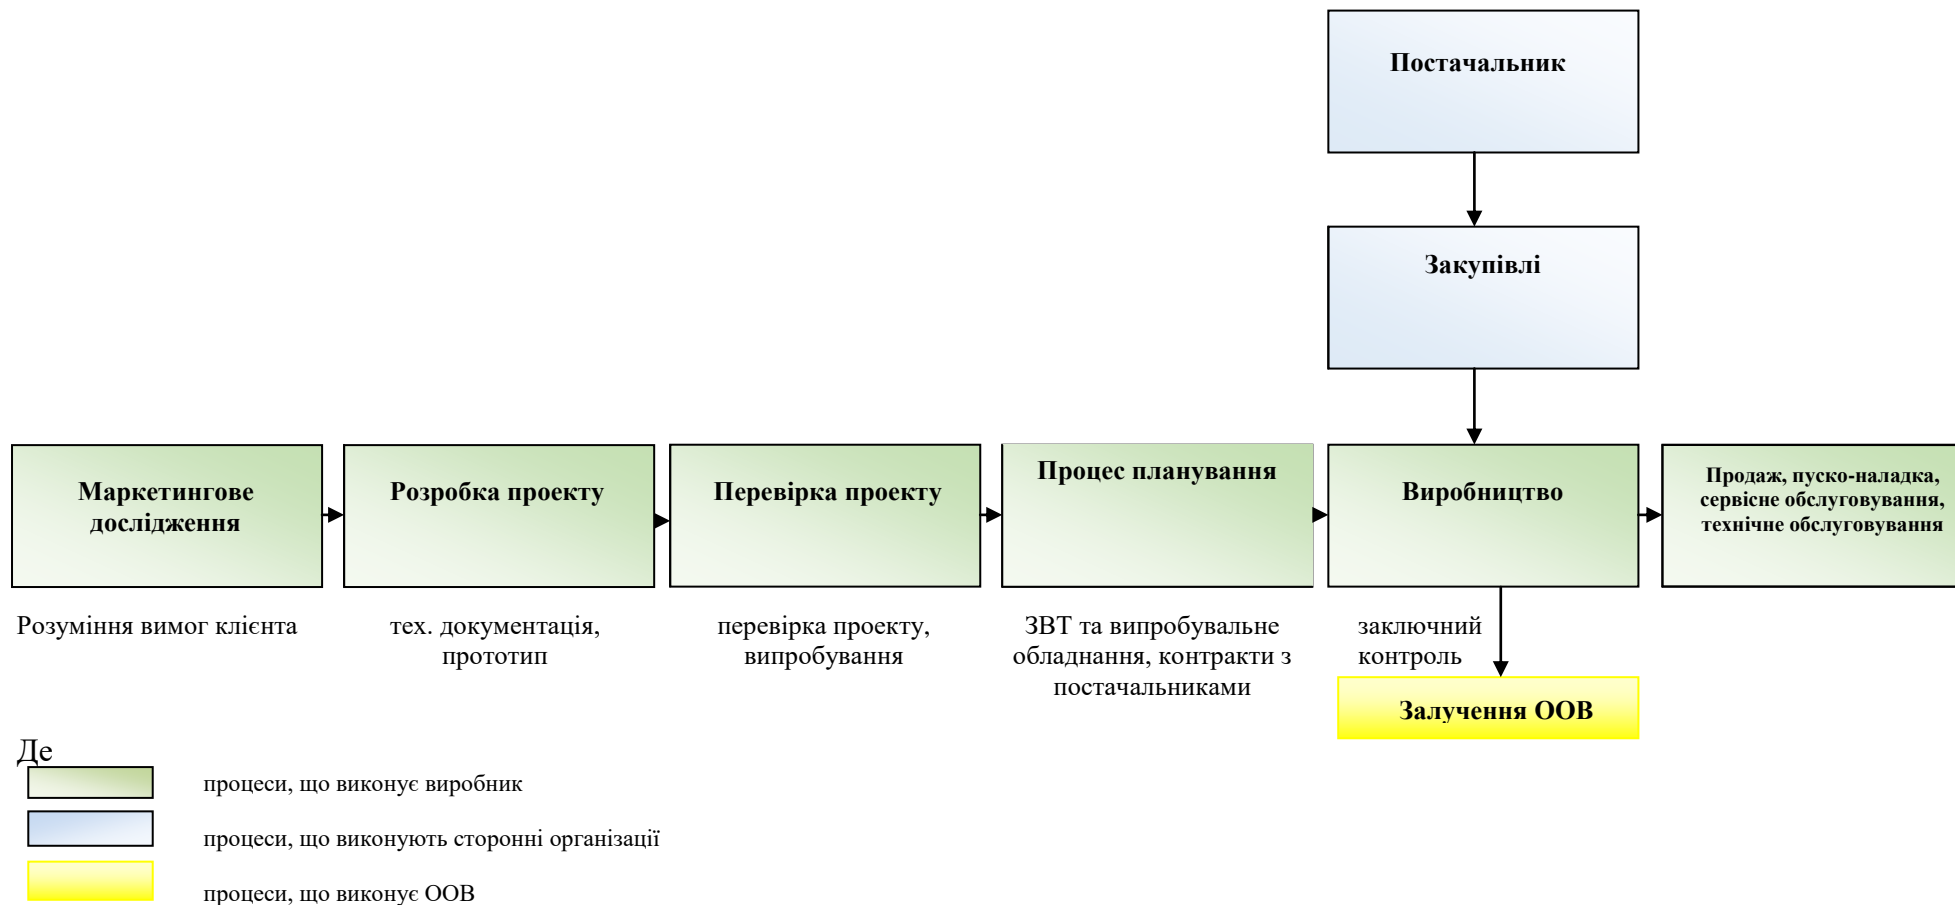 Постачальник
Закупівлі
Маркетингове
дослідження
Розробка проекту
Перевірка проекту
Процес планування
Виробництво
Продаж, пуско-наладка,
сервісне обслуговування,
технічне обслуговування
Розуміння вимог клієнта
тех. документація,
прототип
перевірка проекту,
випробування
ЗВТ та випробувальне
обладнання, контракти з
постачальниками
заключний
контроль
Залучення ООВ
Де
процеси, що виконує виробник
процеси, що виконують сторонні організації
процеси, що виконує ООВ